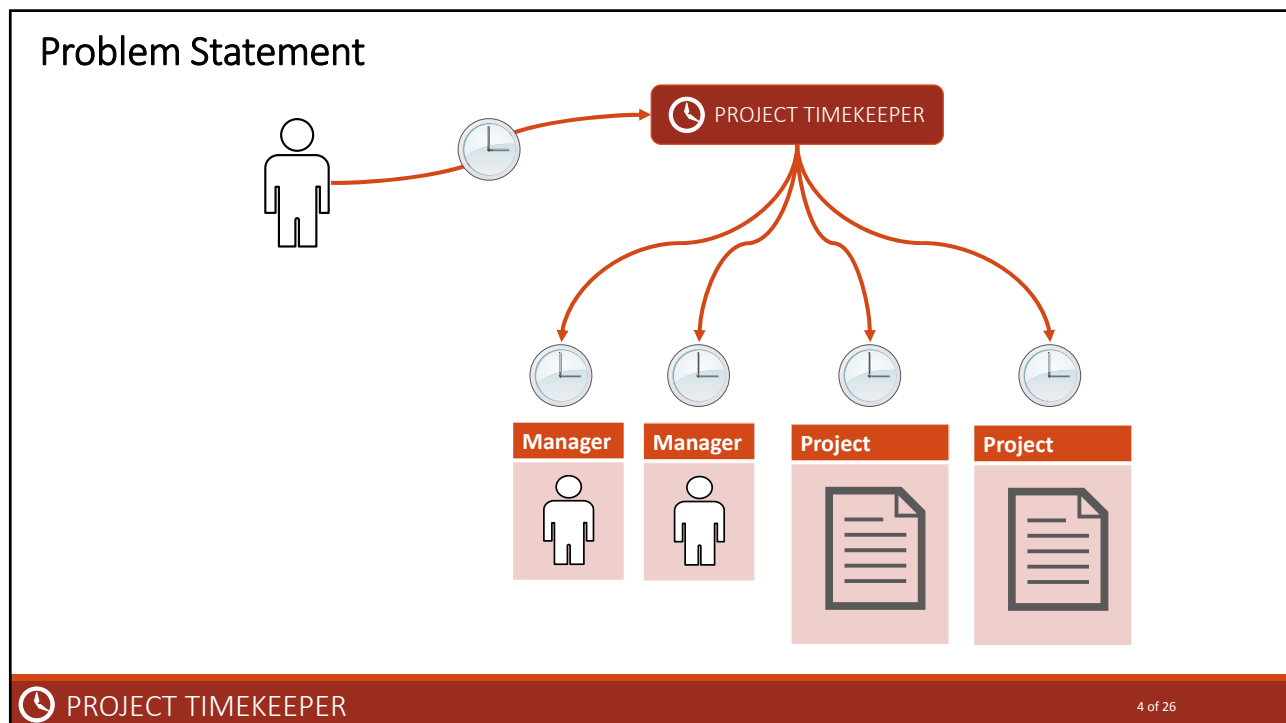 Problem Statement
PROJECT TIMEKEEPER
Manager
Manager
Project
Project
PROJECT TIMEKEEPER
4 of 26